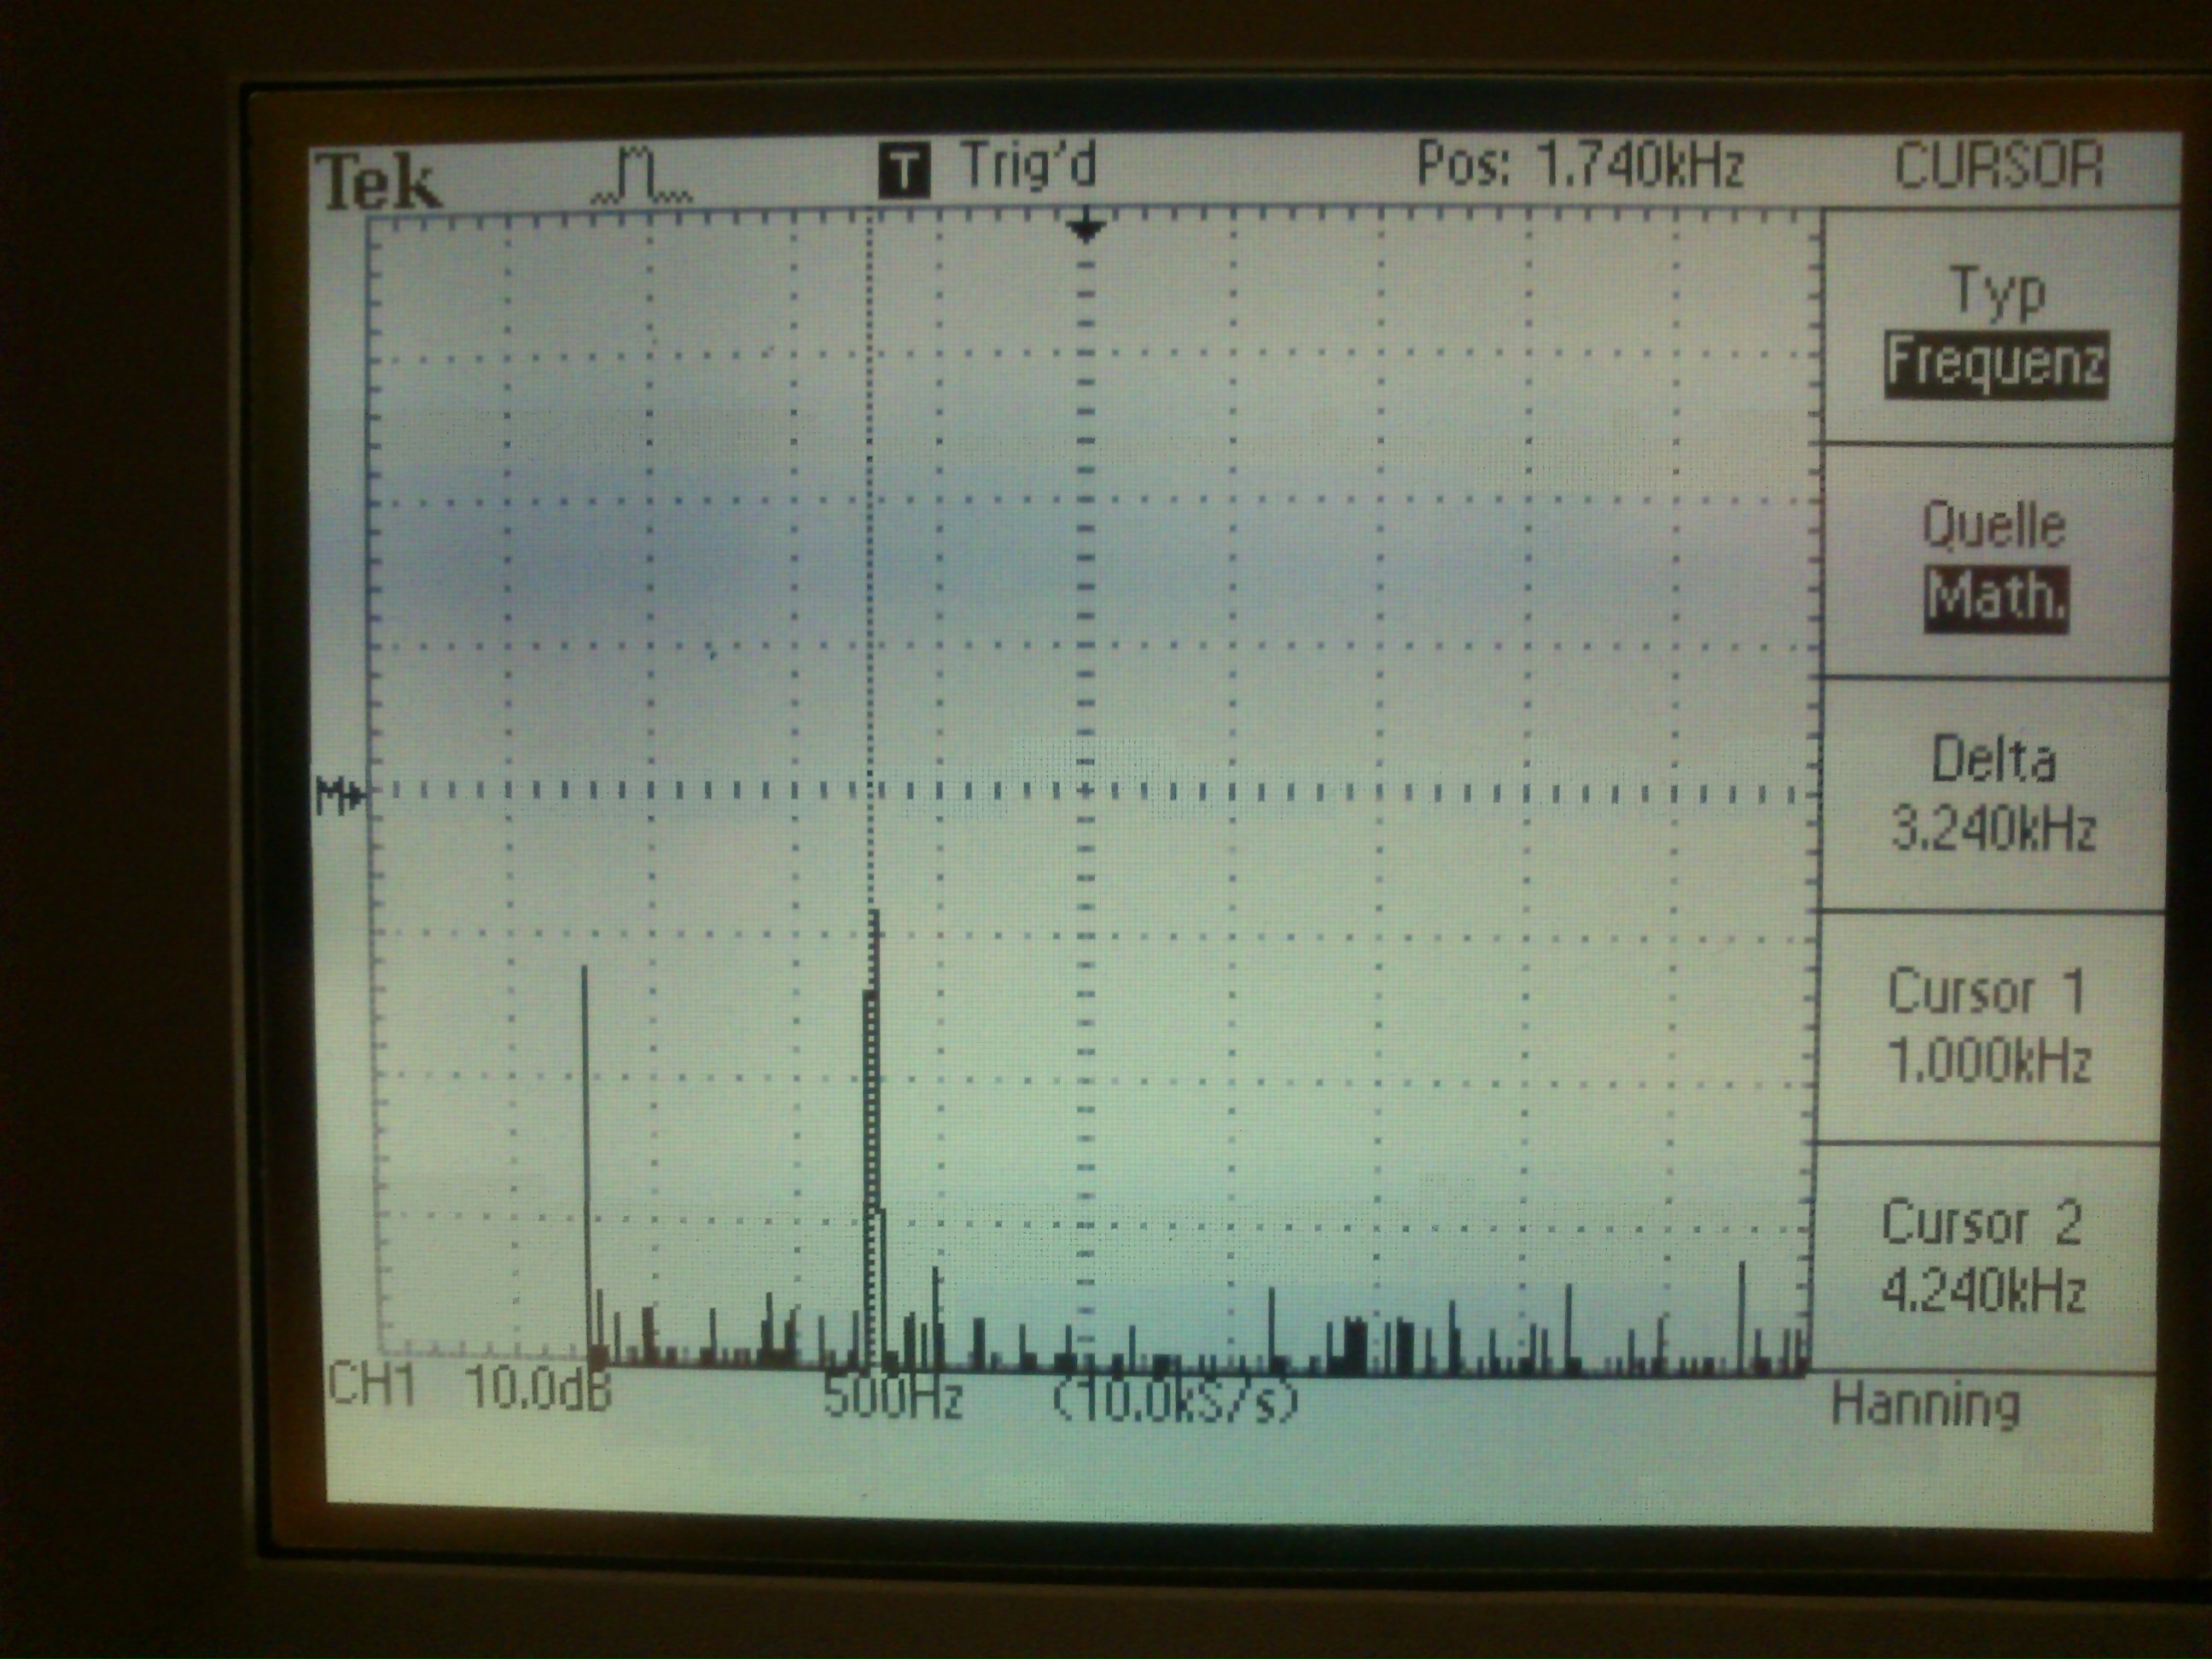 Tek T Trig'd Pos: 1.740kHz CURSOR
Typ
Frequenz
Quelle
Math.
M
Delta
3.240kHz
Cursor 1
1.000kHz
Cursor 2
4.240kHz
CH1 10.0dB 500Hz (10.0kS/s) Hanning